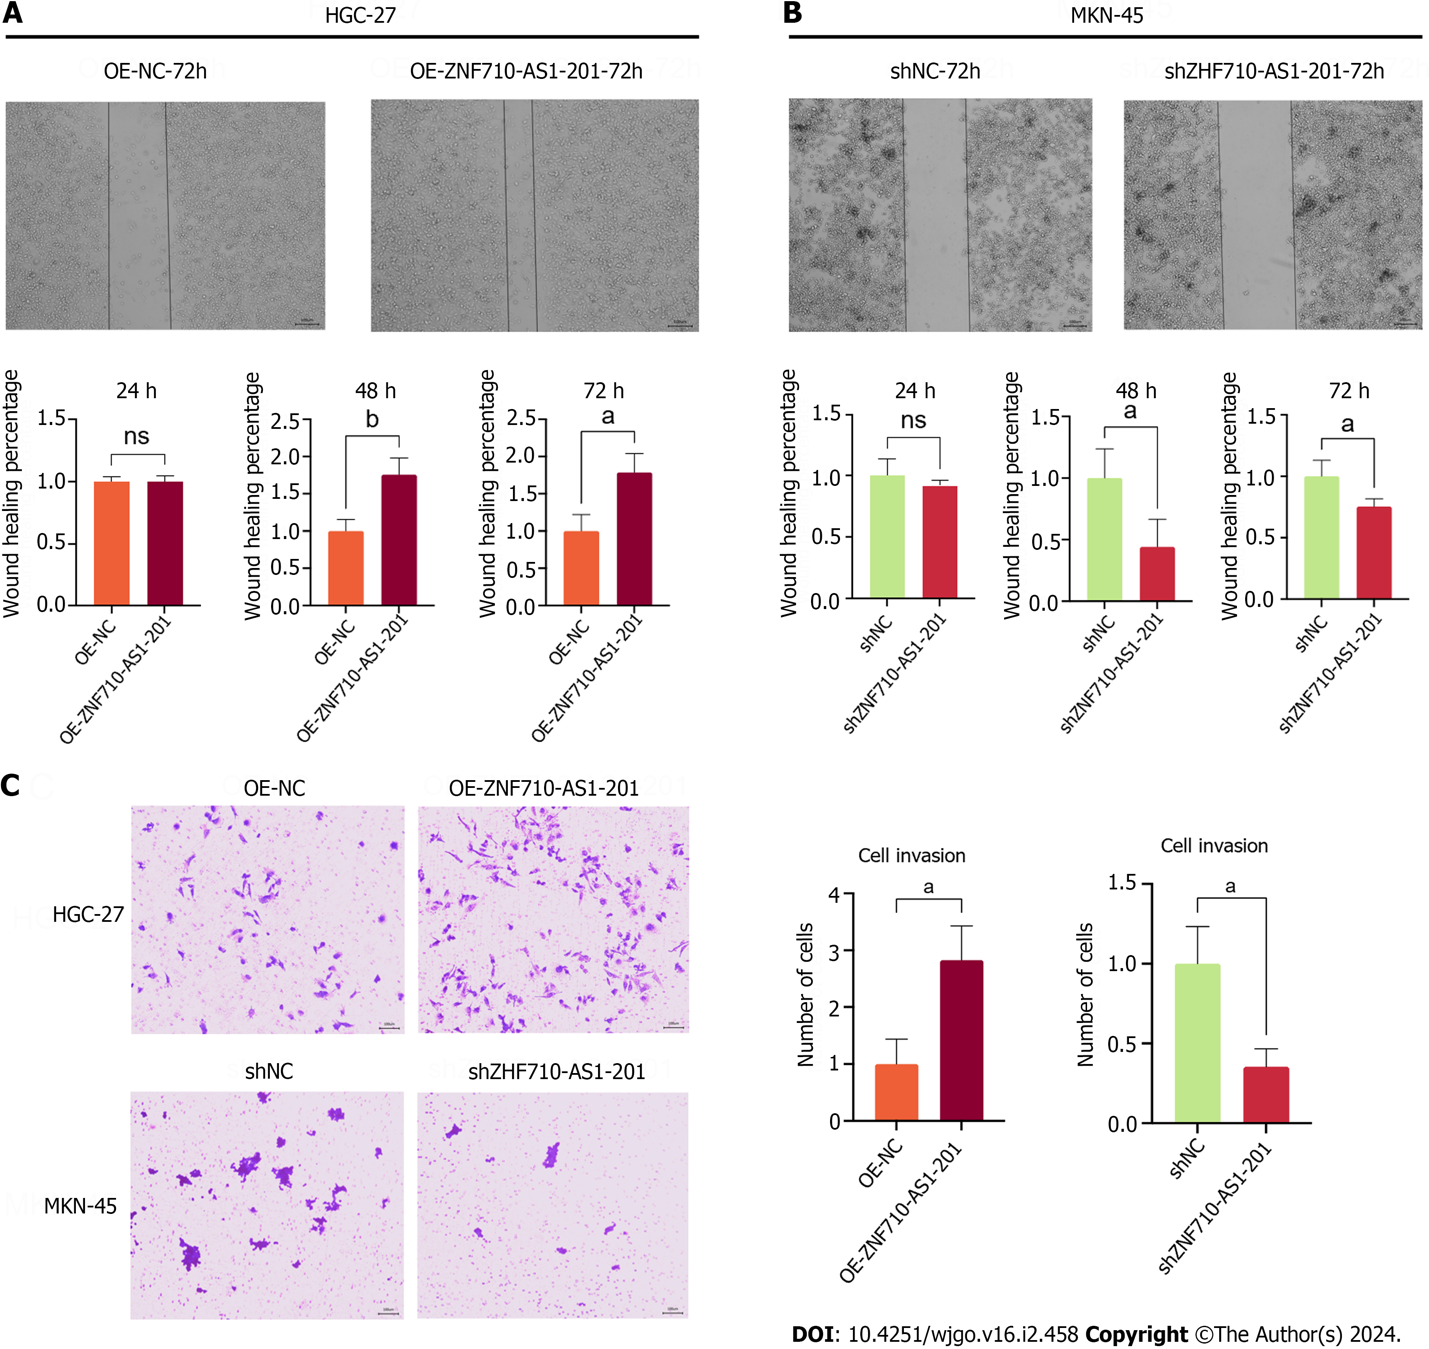 A
HGC-27
OE-NC-72h
OE-ZNF710-AS1-201-72h
B
MKN-45
shNC-72h
shZHF710-AS1-201-72h
Wound healing percentage
24 h
1.5
1.0
0.5
0.0
ns
OE-NC
OE-ZNF710-AS1-201
Wound healing percentage
48 h
2.5
2.0
1.5
1.0
0.5
0.0
b
OE-NC
OE-ZNF710-AS1-201
Wound healing percentage
72 h
2.5
2.0
1.5
1.0
0.5
0.0
a
OE-NC
OE-ZNF710-AS1-201
Wound healing percentage
24 h
1.5
1.0
0.5
0.0
ns
shNC
shZNF710-AS1-201
Wound healing percentage
48 h
1.5
1.0
0.5
0.0
a
shNC
shZNF710-AS1-201
Wound healing percentage
72 h
1.5
1.0
0.5
0.0
a
shNC
shZNF710-AS1-201
C
OE-NC
OE-ZNF710-AS1-201
HGC-27
shNC
shZHF710-AS1-201
MKN-45
Cell invasion
Number of cells
4
3
2
1
0
a
OE-NC
OE-ZNF710-AS1-201
Cell invasion
Number of cells
1.5
1.0
0.5
0.0
a
shNC
shZNF710-AS1-201
DOI: 10.4251/wjgo.v16.i2.458 Copyright ©The Author(s) 2024.